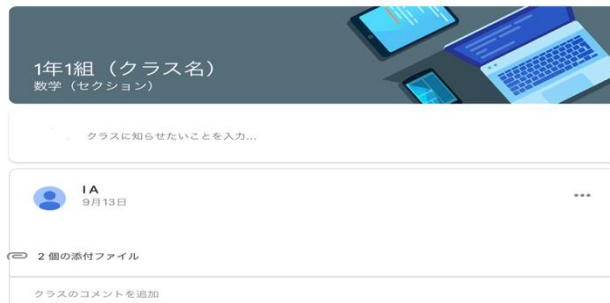 1年1組（クラス名）
数学（セクション）
クラスに知らせたいことを入力...
I A
9月13日
2 個の添付ファイル
クラスのコメントを追加